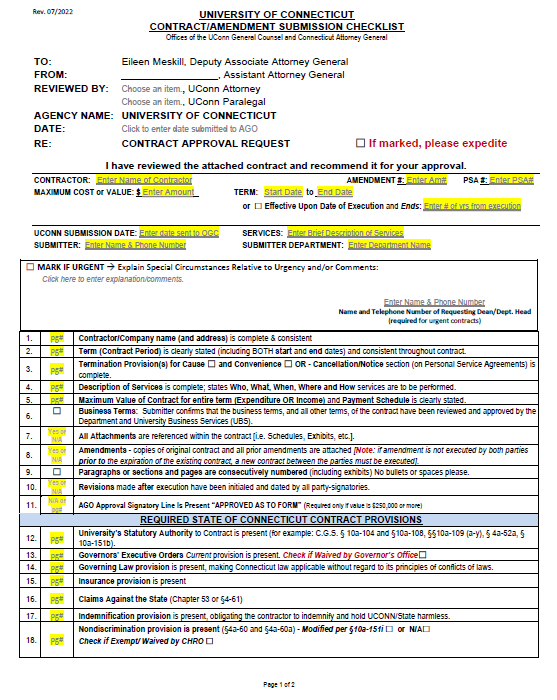 Rev. 07/2022
UNIVERSITY OF CONNECTICUT
CONTRACT/AMENDMENT SUBMISSION CHECKLIST
Offices of the UConn General Counsel and Connecticut Attorney General
TO: Eileen Meskill, Deputy Associate Attorney General
FROM: ________________, Assistant Attorney General
REVIEWED BY: Choose an item., UConn Attorney
Choose an item., UConn Paralegal
AGENCY NAME: UNIVERSITY OF CONNECTICUT
DATE: Click to enter date submitted to AGO
RE: CONTRACT APPROVAL REQUEST ☐ If marked, please expedite
I have reviewed the attached contract and recommend it for your approval.
CONTRACTOR: Enter Name of Contractor AMENDMENT #: Enter Am# PSA #: Enter PSA#
MAXIMUM COST or VALUE: $ Enter Amount TERM: Start Date to End Date
or ☐ Effective Upon Date of Execution and Ends: Enter # of yrs from execution
UCONN SUBMISSION DATE: Enter date sent to OGC SERVICES: Enter Brief Description of Services
SUBMITTER: Enter Name & Phone Number SUBMITTER DEPARTMENT: Enter Department Name
☐ MARK IF URGENT → Explain Special Circumstances Relative to Urgency and/or Comments:
Click here to enter explanation/comments.
Enter Name & Phone Number
Name and Telephone Number of Requesting Dean/Dept. Head
(required for urgent contracts)
1. pg# Contractor/Company name (and address) is complete & consistent
2. pg# Term (Contract Period) is clearly stated (including BOTH start and end dates) and consistent throughout contract.
3. pg# Termination Provision(s) for Cause ☐ and Convenience ☐ OR - Cancellation/Notice section (on Personal Service Agreements) is
complete.
4. pg# Description of Services is complete; states Who, What, When, Where and How services are to be performed.
5. pg# Maximum Value of Contract for entire term (Expenditure OR Income) and Payment Schedule is clearly stated.
6. ☐ Business Terms: Submitter confirms that the business terms, and all other terms, of the contract have been reviewed and approved by the
Department and University Business Services (UBS).
7. Yes or N/A All Attachments are referenced within the contract [i.e. Schedules, Exhibits, etc.].
8. Yes or N/A Amendments - copies of original contract and all prior amendments are attached [Note: if amendment is not executed by both parties
prior to the expiration of the existing contract, a new contract between the parties must be executed].
9. ☐ Paragraphs or sections and pages are consecutively numbered (including exhibits) No bullets or spaces please.
10. Yes or N/A Revisions made after execution have been initialed and dated by all party-signatories.
11. N/A or pg# AGO Approval Signatory Line Is Present "APPROVED AS TO FORM" (Required only if value is $250,000 or more)
REQUIRED STATE OF CONNECTICUT CONTRACT PROVISIONS
12. pg# University's Statutory Authority to Contract is present (for example: C.G.S. § 10a-104 and §10a-108, §§10a-109 (a-y), § 4a-52a, §
10a-151b).
13. pg# Governors' Executive Orders Current provision is present. Check if Waived by Governor's Office☐
14. pg# Governing Law provision is present, making Connecticut law applicable without regard to its principles of conflicts of law.
15. pg# Insurance provision is present
16. pg# Claims Against the State (Chapter 53 or §4-61)
17. pg# Indemnification provision is present, obligating the contractor to indemnify and hold UCONN/State harmless.
18. pg# Nondiscrimination provision is present (§4a-60 and §4a-60a) - Modified per §10a-151i ☐ or N/A☐
Check if Exempt/ Waived by CHRO ☐
Page 1 of 2